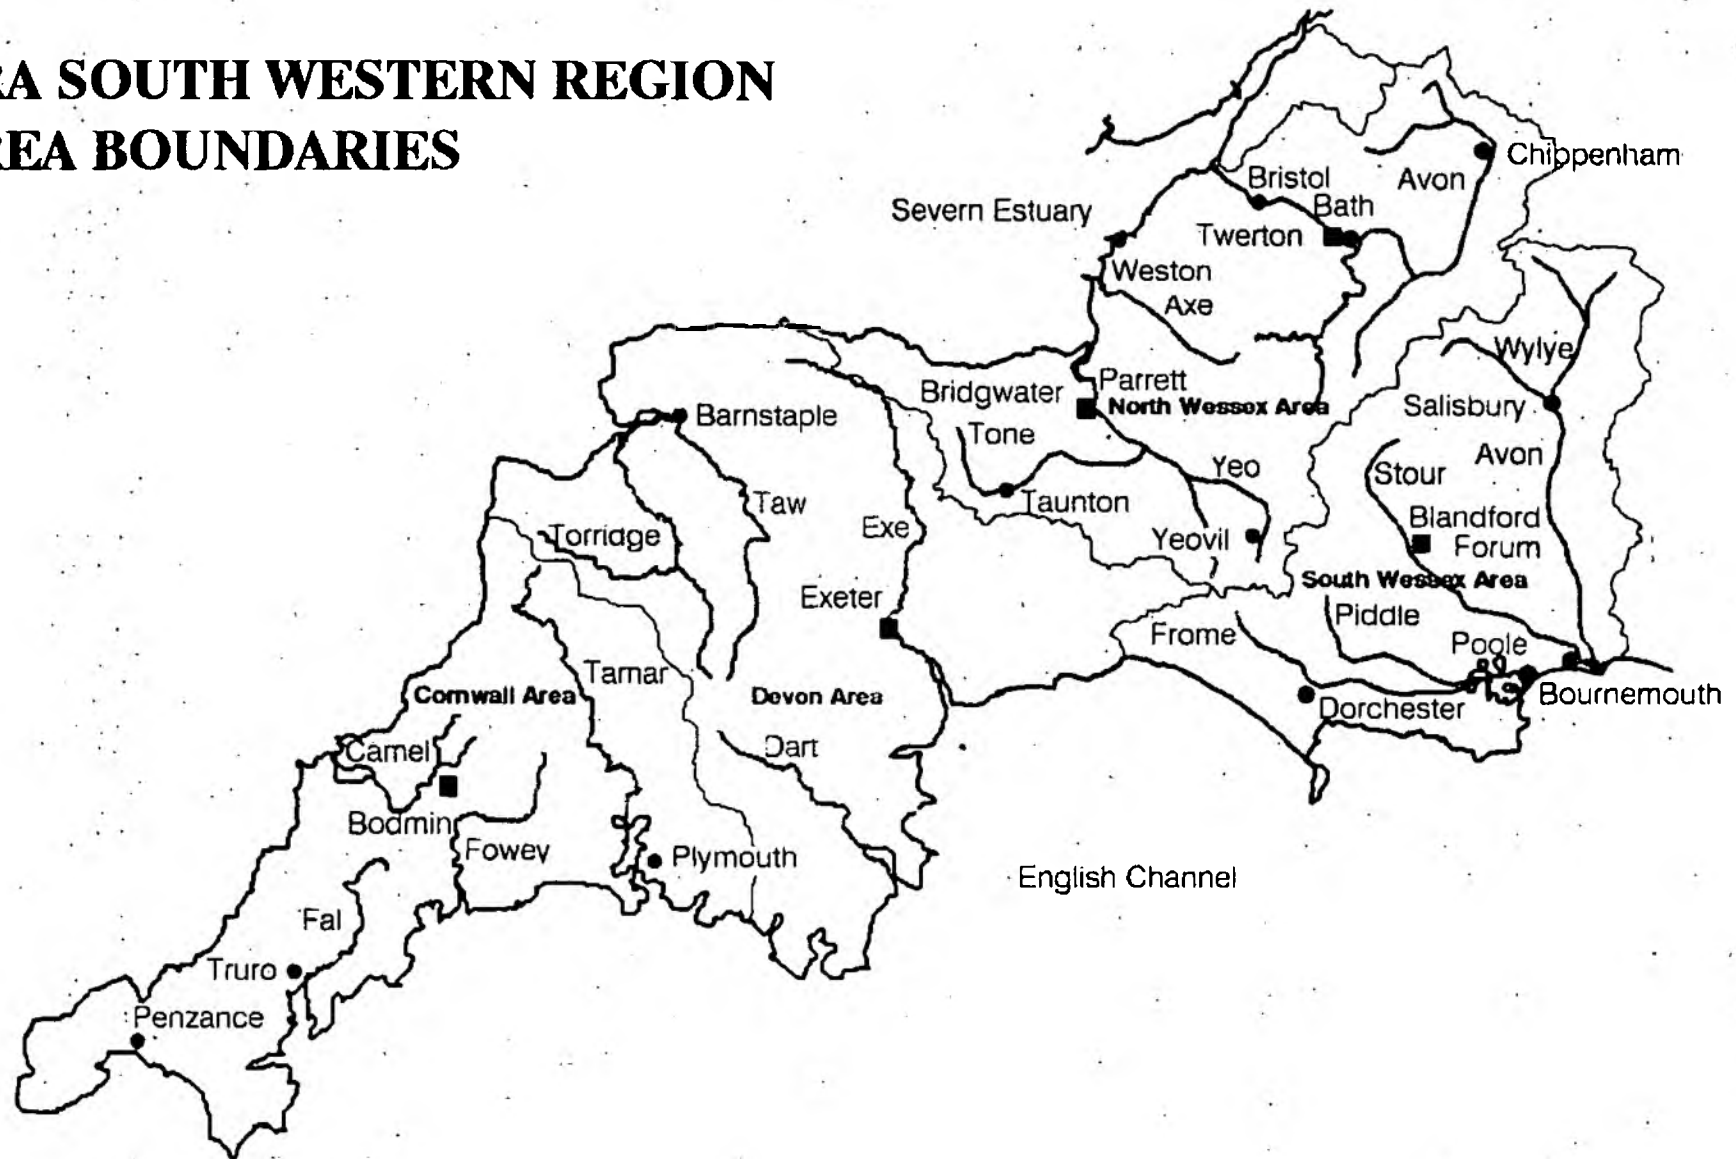 RA SOUTH WESTERN REGION
REA BOUNDARIES
Chippenham
Bristol
Avon
Bath
Severn Estuary
Twerton
Weston
Axe
Wylye
Parrett
Bridgwater
North Wessex Area
Salisbury
Barnstaple
Tone
Avon
Yeo
Stour
Taw
Taunton
Blandford
Forum
Exe
Torridge
Yeovil
South Wessex Area
Exeter
Piddle
Frome
Poole
Tamar
Cornwall Area
Devon Area
Bournemouth
Dorchester
Camel
Dart
Bodmin
Fowey
Plymouth
English Channel
Fal
Truro
Penzance